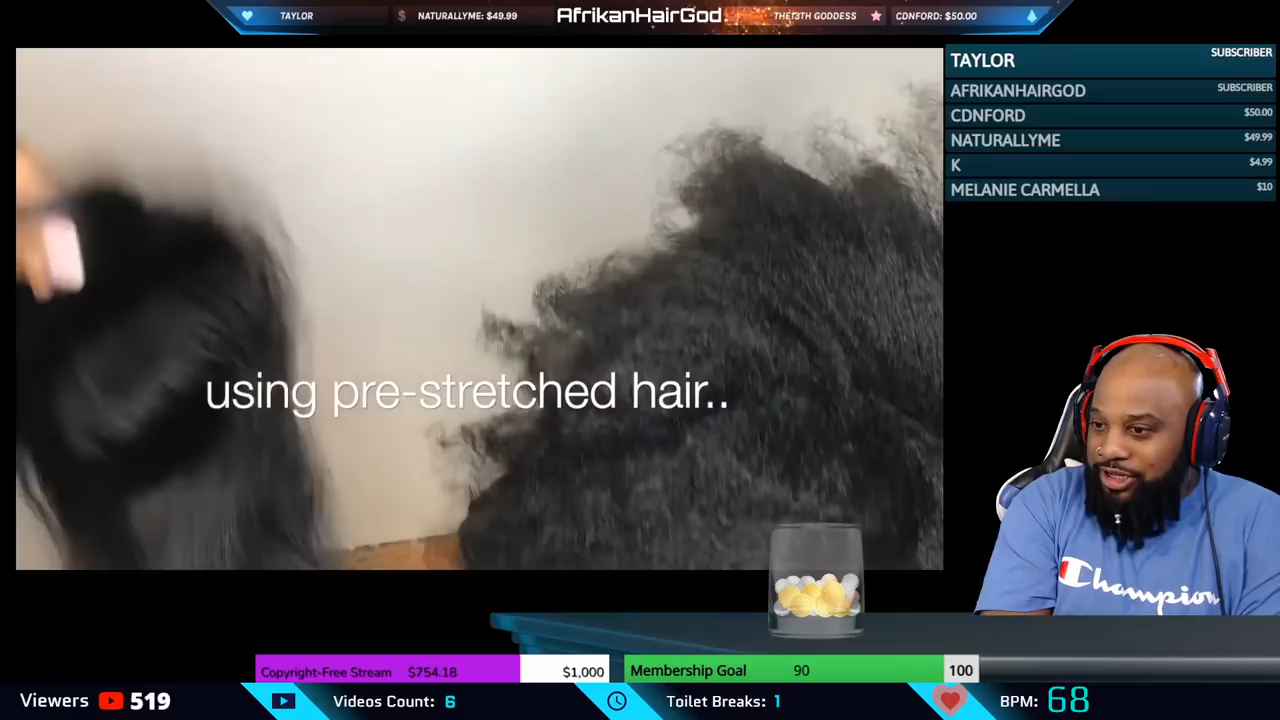 TAYLOR
$ NATURALLYME: $49.99
AfrikanHairGod
THET3TH GODDESS
CDNFORD: $50.00
TAYLOR SUBSCRIBER
AFRIKANHAIRGOD SUBSCRIBER
CDNFORD $50.00
NATURALLYME $49.99
K $4.99
MELANIE CARMELLA $10
using pre-stretched hair..
Champion
Copyright-Free Stream $754.18 $1,000
Membership Goal 90 100
Viewers 519
Videos Count: 6
Toilet Breaks: 1
BPM: 68